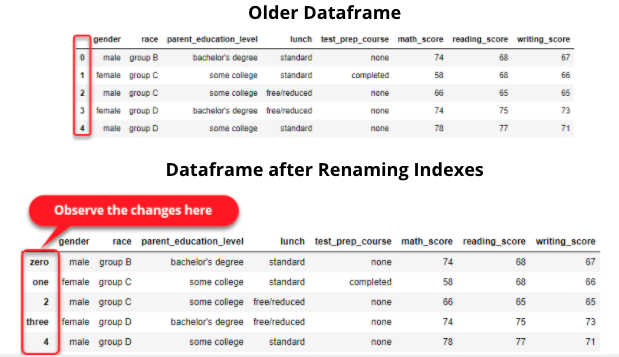 Older Dataframe
gender race parent_education_level lunch test_prep_course math_score reading_score writing_score
0 male group B bachelor's degree standard none 74 68 67
1 female group C some college standard completed 58 68 66
2 male group C some college free/reduced none 66 65 65
3 female group D bachelor's degree free/reduced none 74 75 73
4 male group D some college standard none 78 77 71
Dataframe after Renaming Indexes
Observe the changes here
gender race parent_education_level lunch test_prep_course math_score reading_score writing_score
zero male group B bachelor's degree standard none 74 68 67
one female group C some college standard completed 58 68 66
2 male group C some college free/reduced none 66 65 65
three female group D bachelor's degree free/reduced none 74 75 73
4 male group D some college standard none 78 77 71